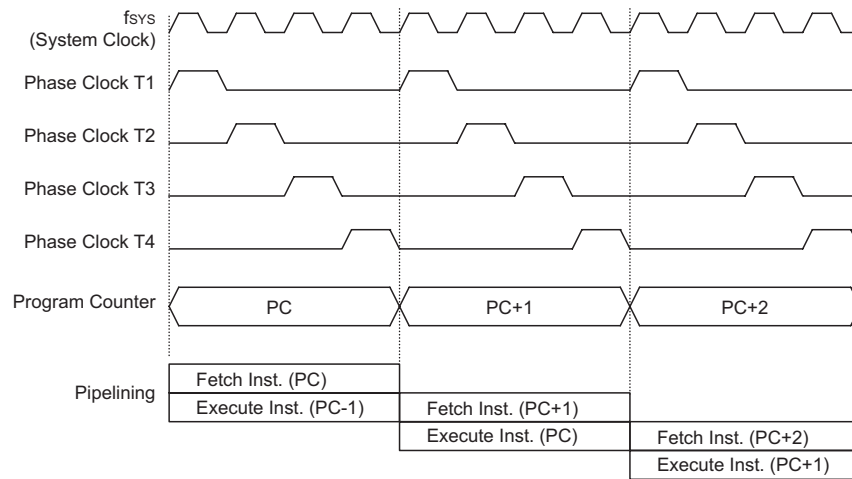 fSYS
(System Clock)
Phase Clock T1
Phase Clock T2
Phase Clock T3
Phase Clock T4
Program Counter
PC
PC+1
PC+2
Pipelining
Fetch Inst. (PC)
Execute Inst. (PC-1)
Fetch Inst. (PC+1)
Execute Inst. (PC)
Fetch Inst. (PC+2)
Execute Inst. (PC+1)